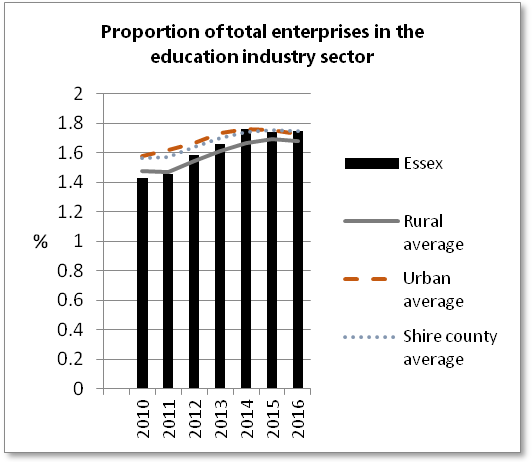 Proportion of total enterprises in the
education industry sector
2
1.8
1.6
1.4
1.2
1
0.8
0.6
0.4
0.2
0
%
2010
2011
2012
2013
2014
2015
2016
Essex
Rural
average
Urban
average
Shire county
average